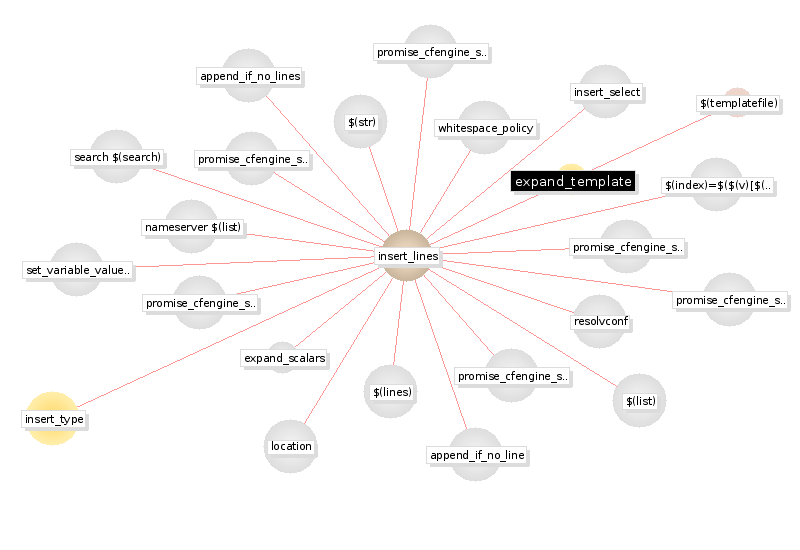 promise_cfengine_s..
append_if_no_lines
insert_select
$(templatefile)
$(str)
whitespace_policy
search $(search)
promise_cfengine_s..
expand_template
$(index)=$($(v)[$(..
nameserver $(list)
promise_cfengine_s..
insert_lines
set_variable_value..
promise_cfengine_s..
promise_cfengine_s..
resolvconf
expand_scalars
promise_cfengine_s..
$(lines)
$(list)
insert_type
location
append_if_no_line